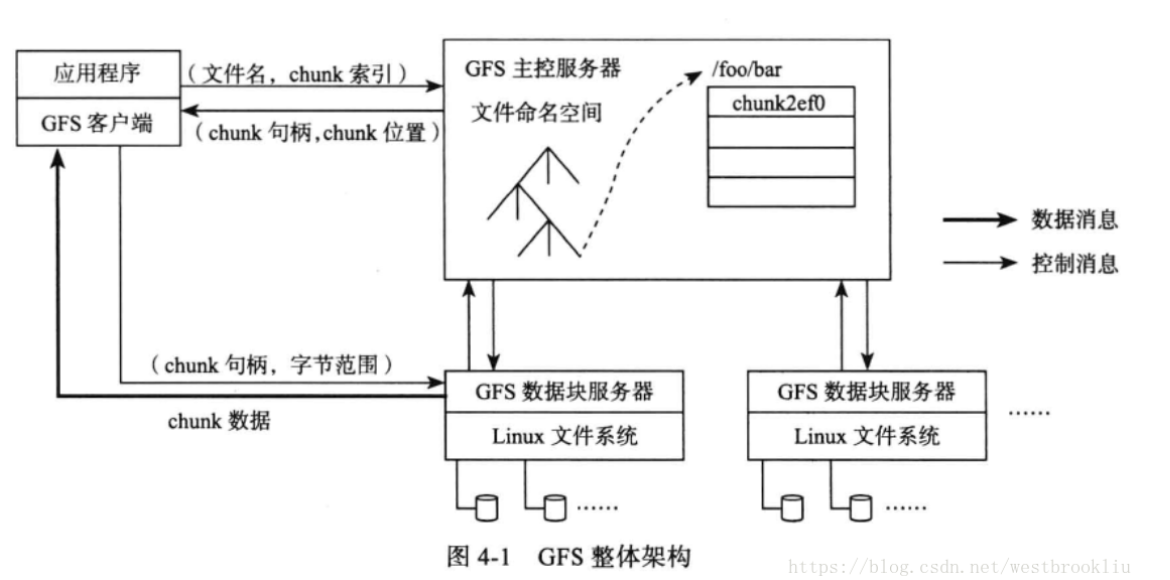 应用程序
GFS 客户端
（文件名，chunk 索引）
（chunk 句柄,chunk 位置）
GFS 主控服务器
文件命名空间
/foo/bar
chunk2ef0
数据消息
控制消息
（chunk 句柄，字节范围）
chunk 数据
GFS 数据块服务器
Linux 文件系统
……
GFS 数据块服务器
Linux 文件系统
……
……
图 4-1 GFS 整体架构
https://blog.csdn.net/westbrookliu